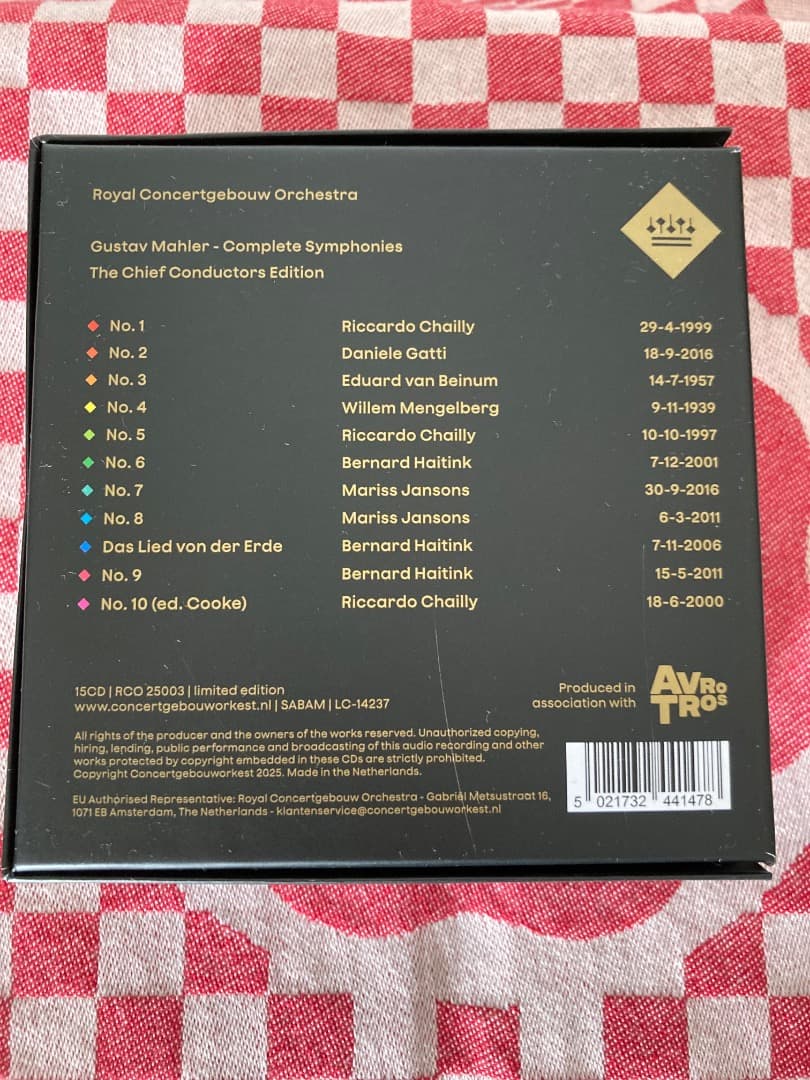 Royal Concertgebouw Orchestra
Gustav Mahler - Complete Symphonies
The Chief Conductors Edition
No. 1 Riccardo Chailly 29-4-1999
No. 2 Daniele Gatti 18-9-2016
No. 3 Eduard van Beinum 14-7-1957
No. 4 Willem Mengelberg 9-11-1939
No. 5 Riccardo Chailly 10-10-1997
No. 6 Bernard Haitink 7-12-2001
No. 7 Mariss Jansons 30-9-2016
No. 8 Mariss Jansons 6-3-2011
Das Lied von der Erde Bernard Haitink 7-11-2006
No. 9 Bernard Haitink 15-5-2011
No. 10 (ed. Cooke) Riccardo Chailly 18-6-2000
15CD | RCO 25003 | limited edition
www.concertgebouworkest.nl | SABAM | LC-14237
Produced in
association with
AVRO
TROS
All rights of the producer and the owners of the works reserved. Unauthorized copying,
hiring, lending, public performance and broadcasting of this audio recording and other
works protected by copyright embedded in these CDs are strictly prohibited.
Copyright Concertgebouworkest 2025. Made in the Netherlands.
EU Authorised Representative: Royal Concertgebouw Orchestra - Gabriël Metsustraat 16,
1071 EB Amsterdam, The Netherlands - klantenservice@concertgebouworkest.nl
5 021732 441478